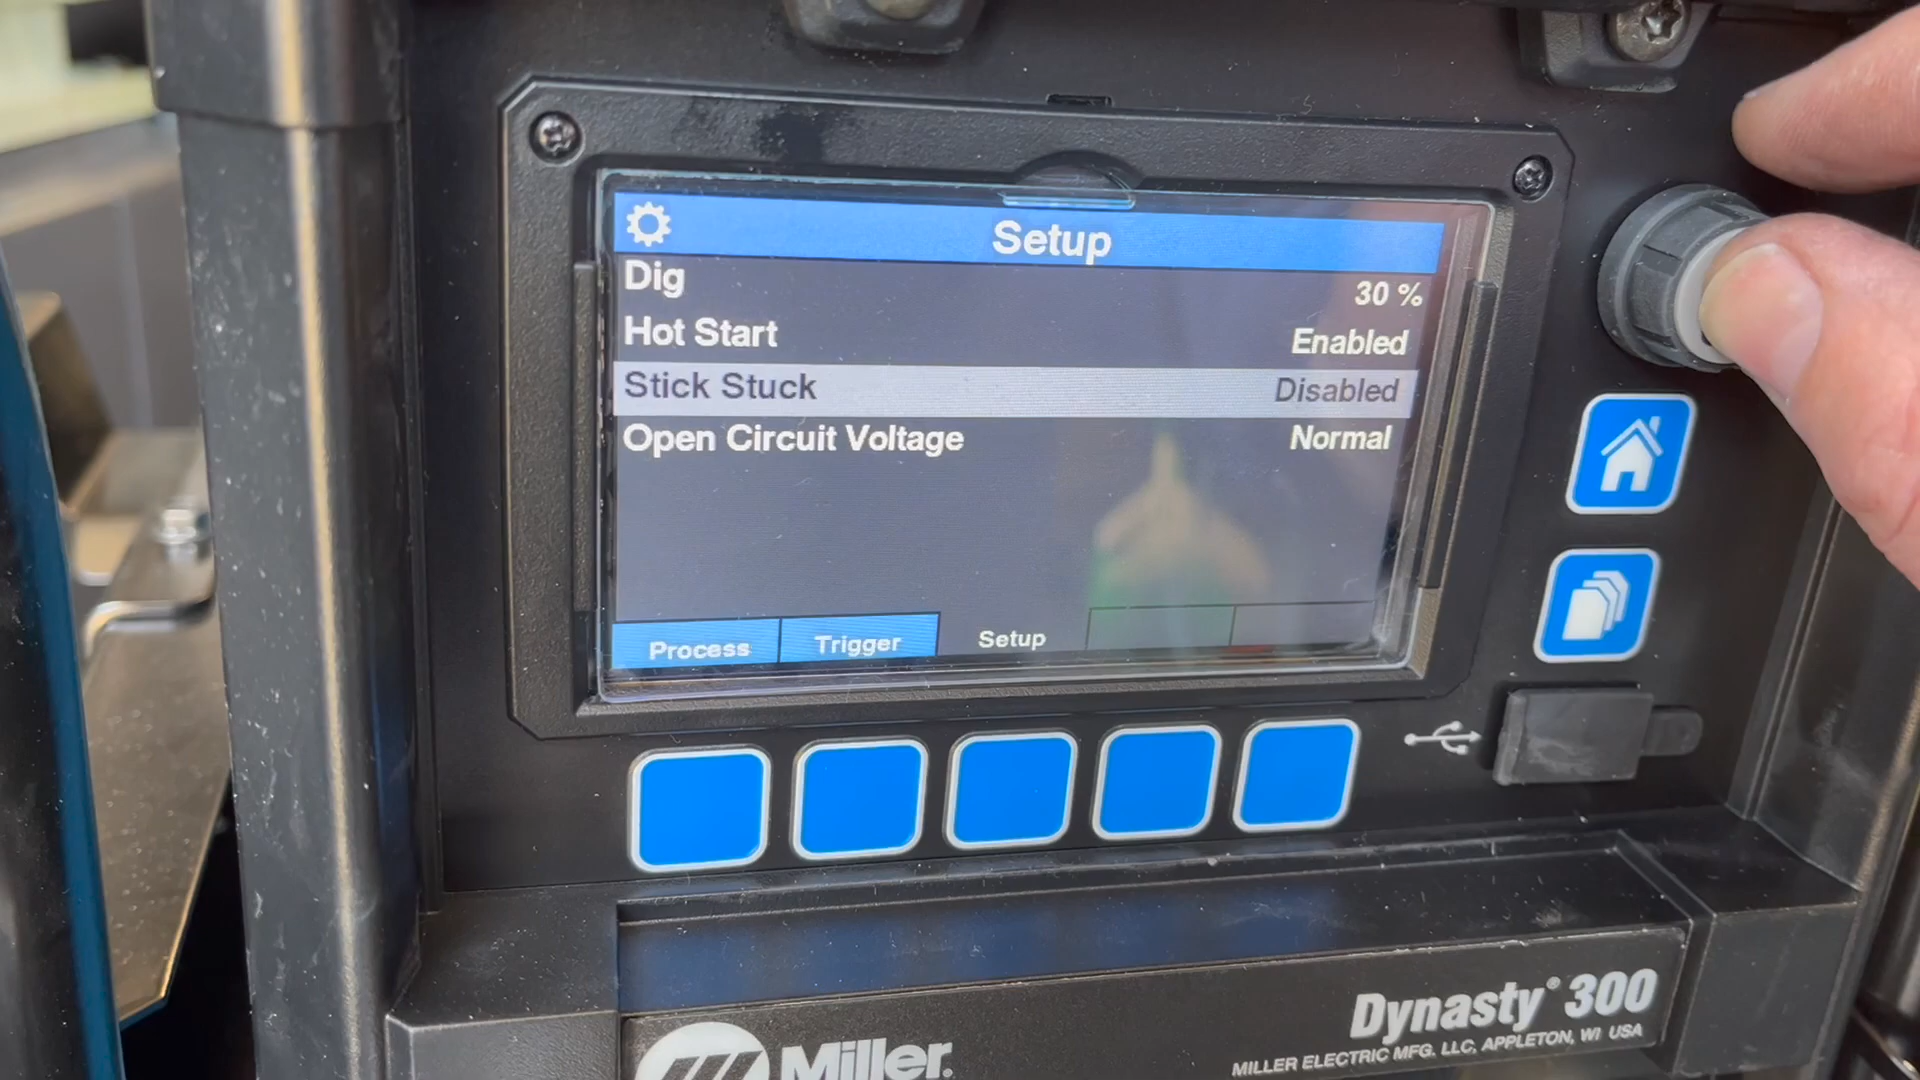 Setup
Dig 30 %
Hot Start Enabled
Stick Stuck Disabled
Open Circuit Voltage Normal
Process Trigger Setup
Dynasty® 300
Miller®
MILLER ELECTRIC MFG. LLC, APPLETON, WI USA